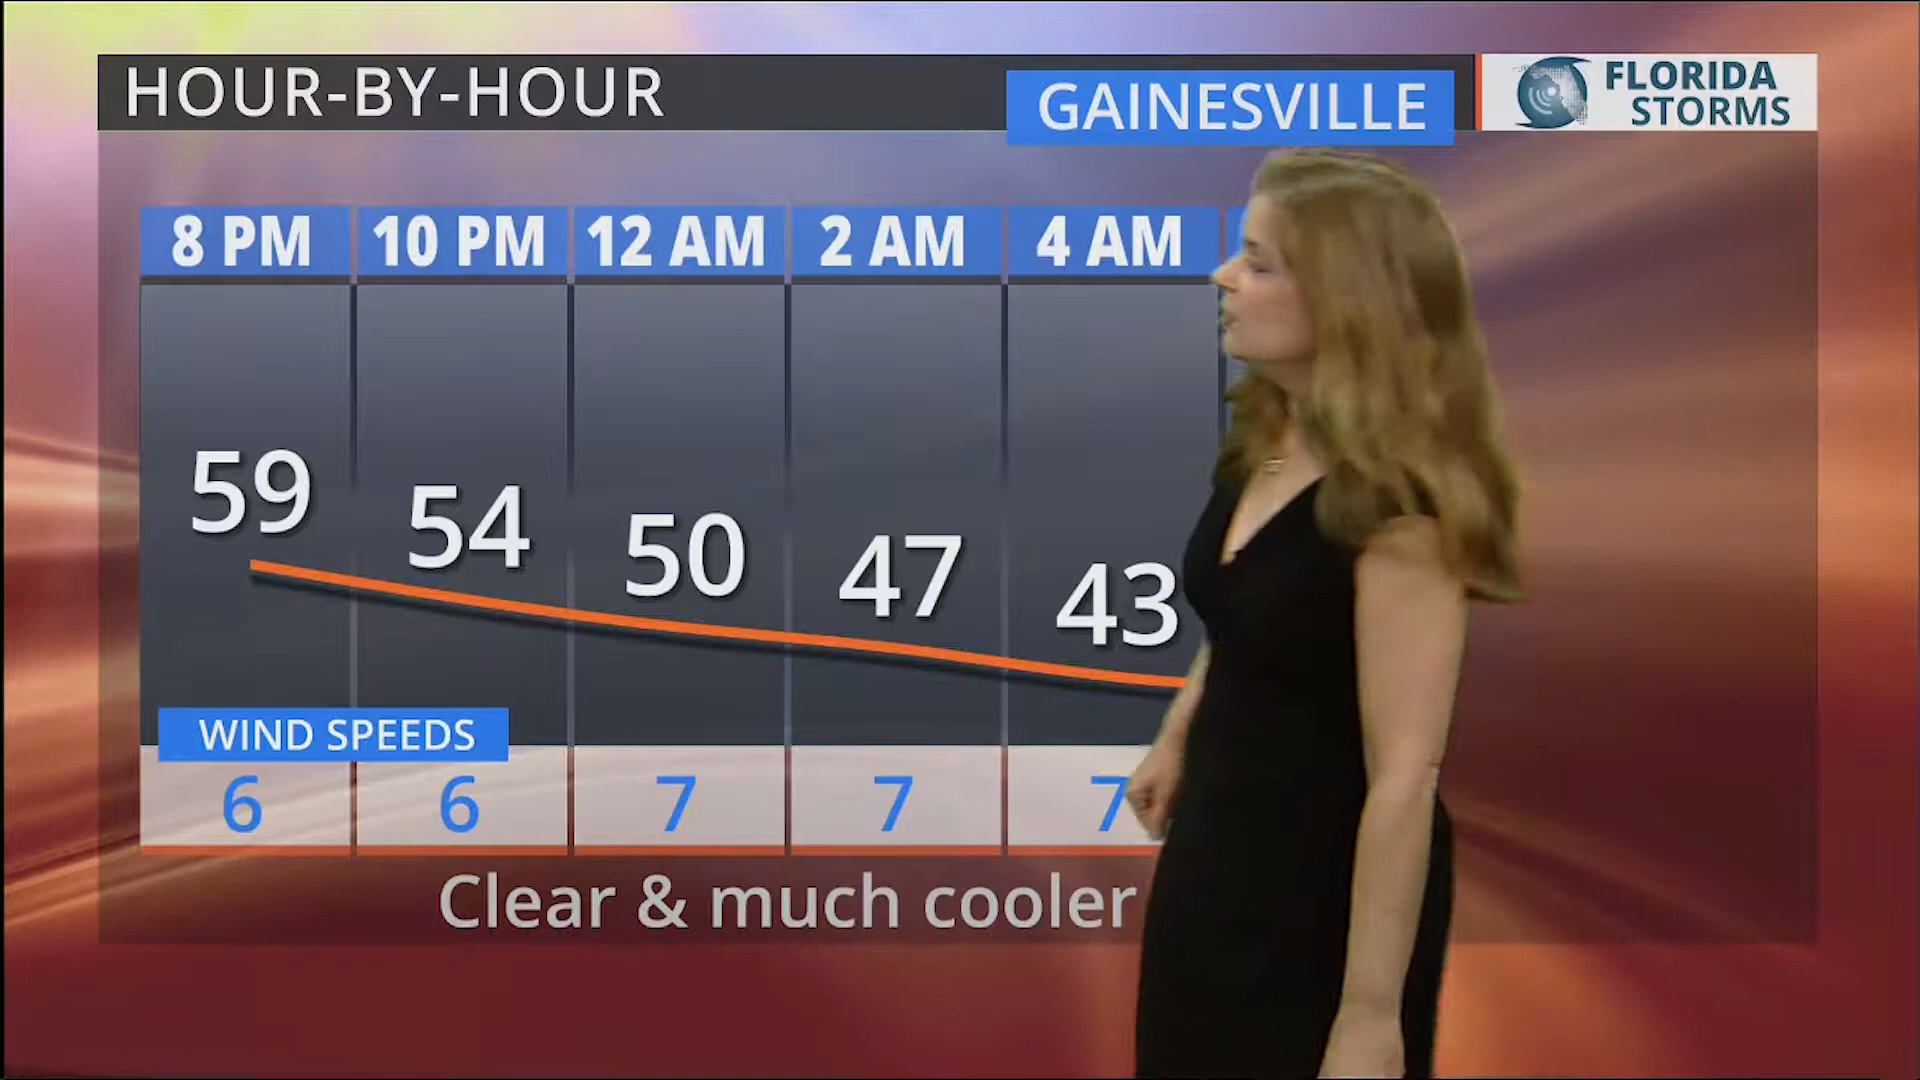 HOUR-BY-HOUR
GAINESVILLE
FLORIDA
STORMS
8 PM 10 PM 12 AM 2 AM 4 AM
59 54 50 47 43
WIND SPEEDS
6 6 7 7 7
Clear & much cooler